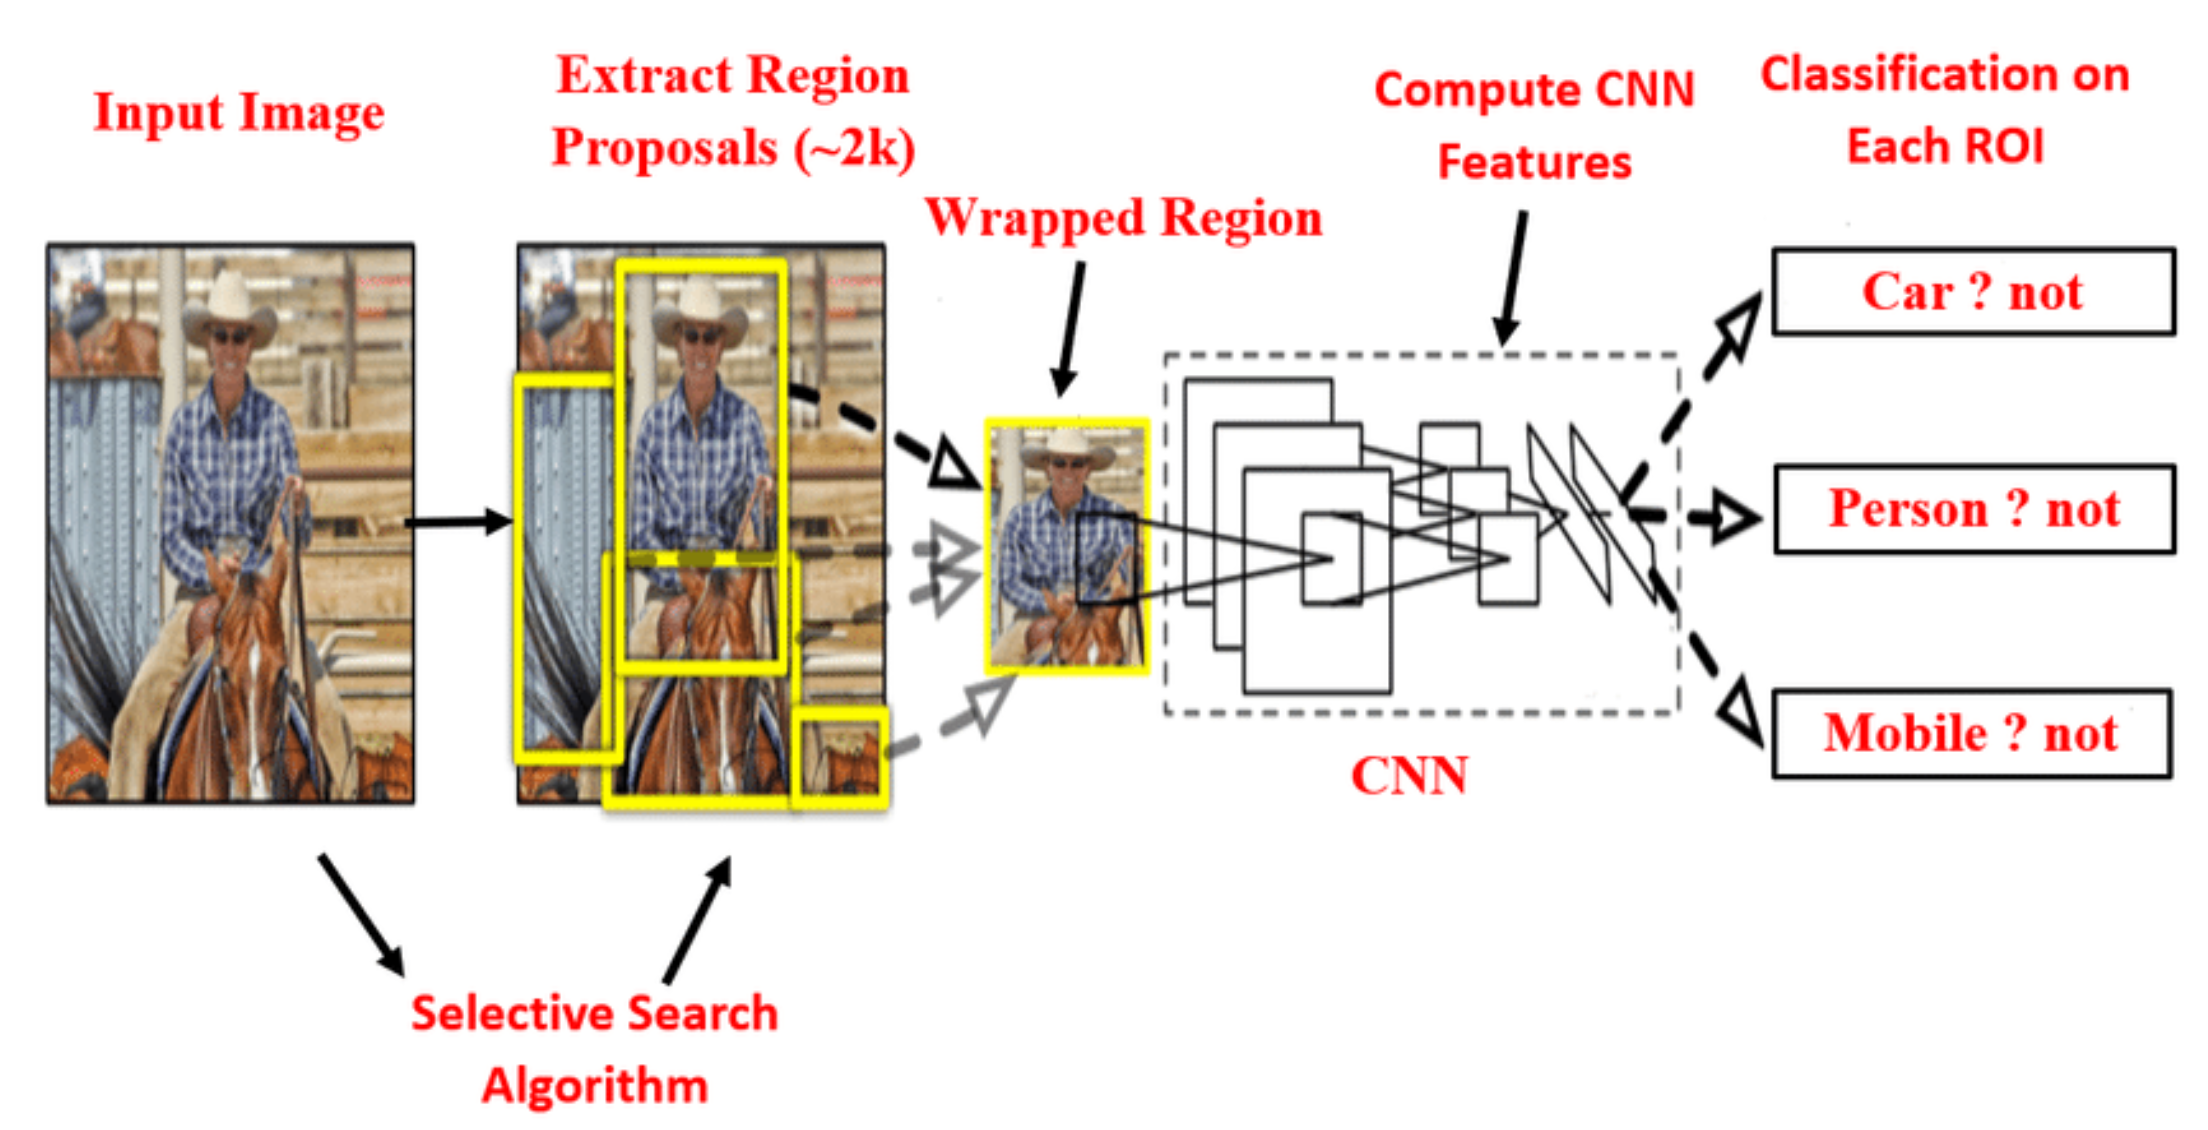 Input Image
Extract Region
Proposals (~2k)
Wrapped Region
Compute CNN
Features
Classification on
Each ROI
Car ? not
Person ? not
Mobile ? not
CNN
Selective Search
Algorithm